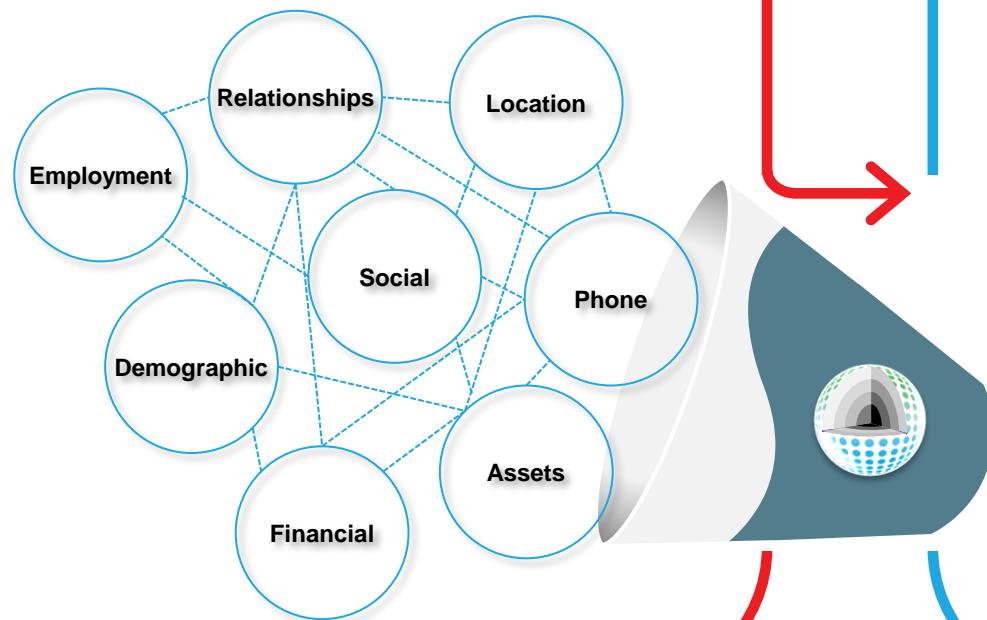 Relationships
Location
Employment
Social
Phone
Demographic
Assets
Financial